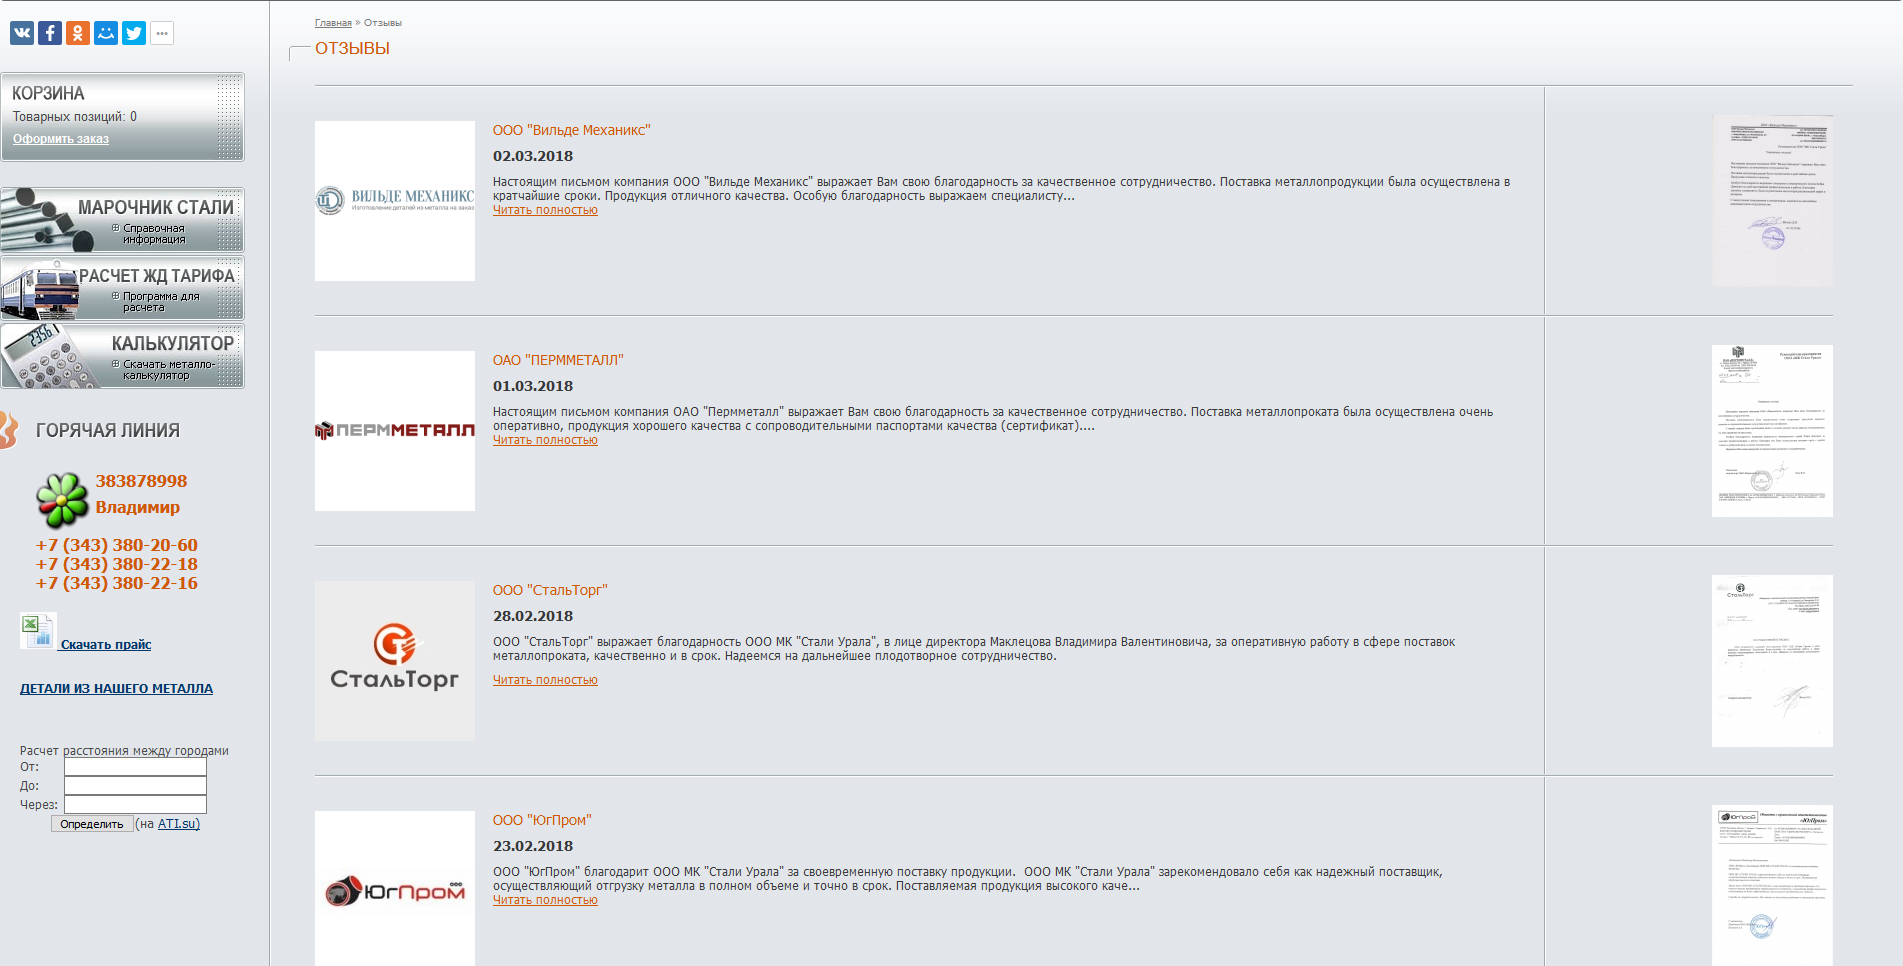 КОРЗИНА
Товарных позиций: 0
Оформить заказ
МАРОЧНИК СТАЛИ
Справочная
информация
РАСЧЕТ ЖД ТАРИФА
Программа для
расчета
КАЛЬКУЛЯТОР
Скачать металло-
калькулятор
ГОРЯЧАЯ ЛИНИЯ
383878998
Владимир
+7 (343) 380-20-60
+7 (343) 380-22-18
+7 (343) 380-22-16
Скачать прайс
ДЕТАЛИ ИЗ НАШЕГО МЕТАЛЛА
Расчет расстояния между городами
От:
До:
Через:
Определить (на ATI.su)
Главная » Отзывы
ОТЗЫВЫ
ВИЛЬДЕ МЕХАНИКС
Изготовление деталей из металла на заказ
ООО "Вильде Механикс"
02.03.2018
Настоящим письмом компания ООО "Вильде Механикс" выражает Вам свою благодарность за качественное сотрудничество. Поставка металлопродукции была осуществлена в
кратчайшие сроки. Продукция отличного качества. Особую благодарность выражаем специалисту...
Читать полностью
ПЕРММЕТАЛЛ
ОАО "ПЕРММЕТАЛЛ"
01.03.2018
Настоящим письмом компания ОАО "Пермметалл" выражает Вам свою благодарность за качественное сотрудничество. Поставка металлопроката была осуществлена очень
оперативно, продукция хорошего качества с сопроводительными паспортами качества (сертификат)....
Читать полностью
СтальТорг
ООО "СтальТорг"
28.02.2018
ООО "СтальТорг" выражает благодарность ООО МК "Стали Урала", в лице директора Маклецова Владимира Валентиновича, за оперативную работу в сфере поставок
металлопроката, качественно и в срок. Надеемся на дальнейшее плодотворное сотрудничество.
Читать полностью
СтальТорг
ЮгПром
ООО "ЮгПром"
23.02.2018
ООО "ЮгПром" благодарит ООО МК "Стали Урала" за своевременную поставку продукции.  ООО МК "Стали Урала" зарекомендовало себя как надежный поставщик,
осуществляющий отгрузку металла в полном объеме и точно в срок. Поставляемая продукция высокого каче...
Читать полностью
ЮгПром
«ЮгПром»